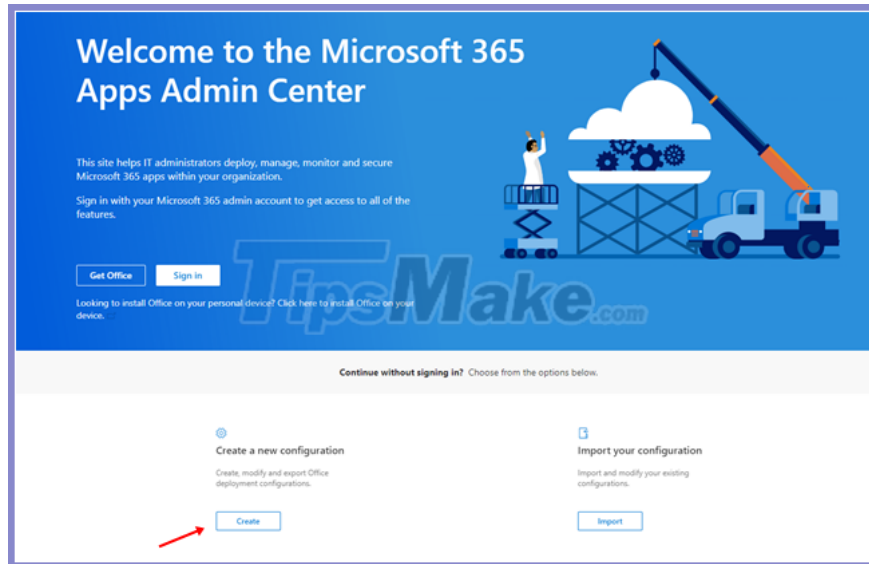 Welcome to the Microsoft 365
Apps Admin Center
This site helps IT administrators deploy, manage, monitor and secure
Microsoft 365 apps within your organization.
Sign in with your Microsoft 365 admin account to get access to all of the
features.
Get Office
Sign in
Looking to install Office on your personal device? Click here to install Office on your
device.
TipsMake.com
Continue without signing in? Choose from the options below.
Create a new configuration
Create, modify and export Office
deployment configurations.
Create
Import your configuration
Import and modify your existing
configurations.
Import